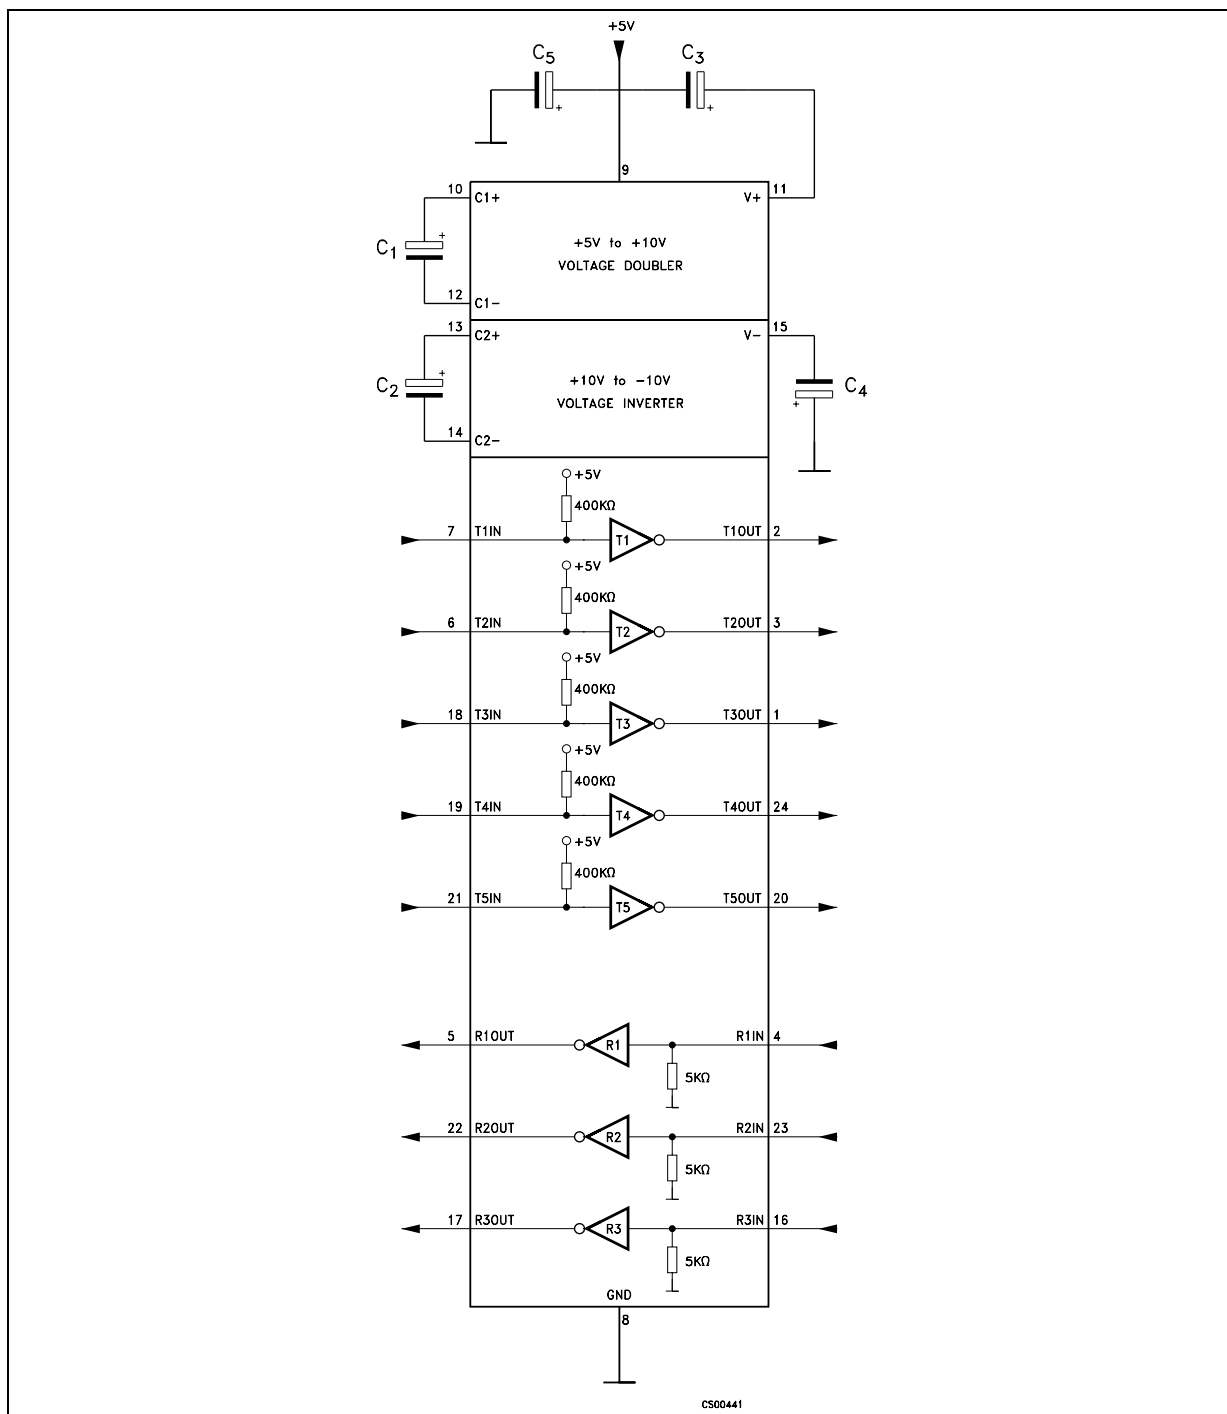 +5V
C5 C3
+ +
9
10 C1+ V+ 11
+5V to +10V
C1 +
VOLTAGE DOUBLER
12 C1-
13 C2+ V- 15
+10V to -10V
C2 + C4 +
VOLTAGE INVERTER
14 C2-
+5V
400KΩ
7 T1IN T1 T1OUT 2
+5V
400KΩ
6 T2IN T2 T2OUT 3
+5V
400KΩ
18 T3IN T3 T3OUT 1
+5V
400KΩ
19 T4IN T4 T4OUT 24
+5V
400KΩ
21 T5IN T5 T5OUT 20
5 R1OUT R1 R1IN 4
5KΩ
22 R2OUT R2 R2IN 23
5KΩ
17 R3OUT R3 R3IN 16
5KΩ
GND
8
CS00441